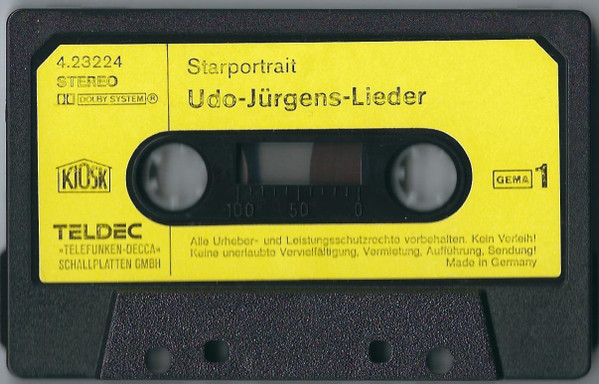 4.23224
STEREO
DOLBY SYSTEM ®
Starportrait
Udo-Jürgens-Lieder
KIOSK
100 50 0
GEMA 1
TELDEC
»TELEFUNKEN-DECCA«
SCHALLPLATTEN GMBH
Alle Urheber- und Leistungsschutzrechte vorbehalten. Kein Verleih!
Keine unerlaubte Vervielfältigung, Vermietung, Aufführung, Sendung!
Made in Germany